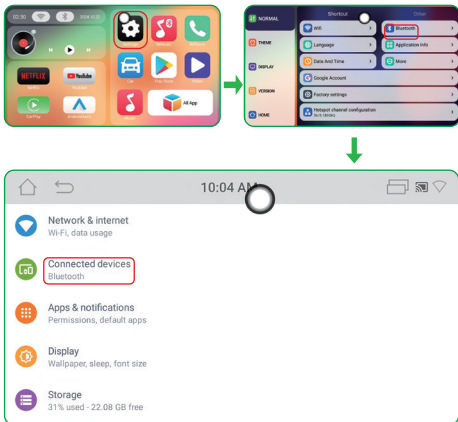 02:30
NETFLIX
YouTube
All App
NORMAL
THEME
DISPLAY
VERSION
HOME
Shortcut
Other
Wifi
Bluetooth
Language
Application Info
Data And Time
More
Google Account
Factory settings
Hotspot channel configuration
10:04 AM
Network & internet
Wi-Fi, data usage
Connected devices
Bluetooth
Apps & notifications
Permissions, default apps
Display
Wallpaper, sleep, font size
Storage
31% used - 22.08 GB free